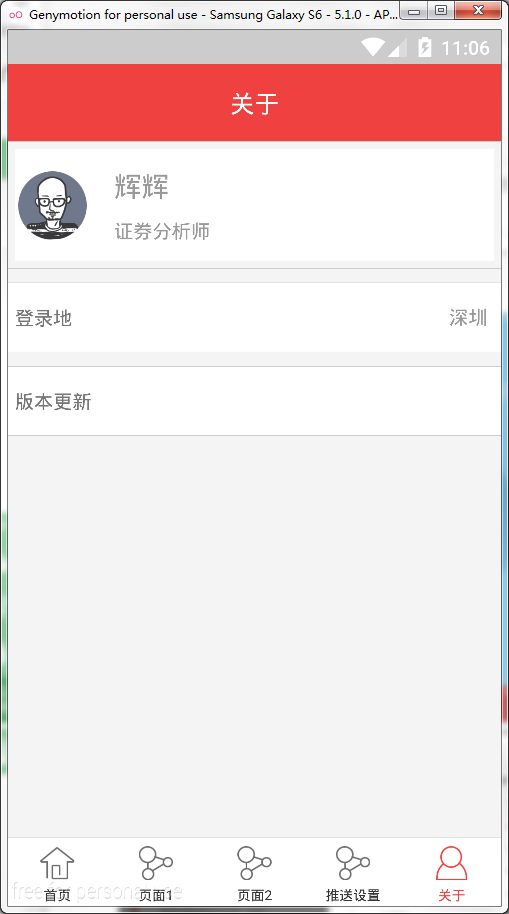 Genymotion for personal use - Samsung Galaxy S6 - 5.1.0 - AP...
11:06
关于
辉辉
证券分析师
登录地 深圳
版本更新
free for personal use
首页 页面1 页面2 推送设置 关于